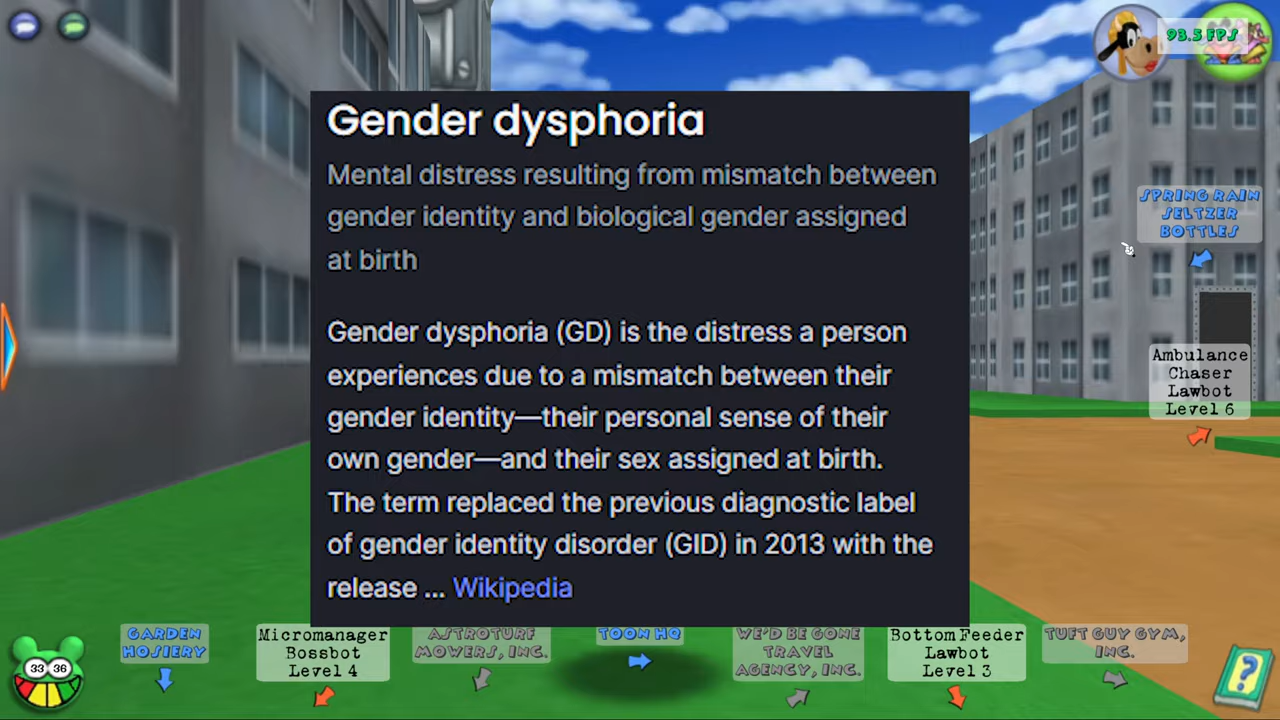 93.5 FPS
Gender dysphoria
Mental distress resulting from mismatch between
gender identity and biological gender assigned
at birth
Gender dysphoria (GD) is the distress a person
experiences due to a mismatch between their
gender identity—their personal sense of their
own gender—and their sex assigned at birth.
The term replaced the previous diagnostic label
of gender identity disorder (GID) in 2013 with the
release ... Wikipedia
SPRING RAIN
SELTZER
BOTTLES
Ambulance
Chaser
Lawbot
Level 6
33 36
GARDEN
HOSIERY
Micromanager
Bossbot
Level 4
ASTROTURF
MOWERS, INC.
TOON HQ
WE'D BE GONE
TRAVEL
AGENCY, INC.
Bottom Feeder
Lawbot
Level 3
TUFT GUY GYM,
INC.
?